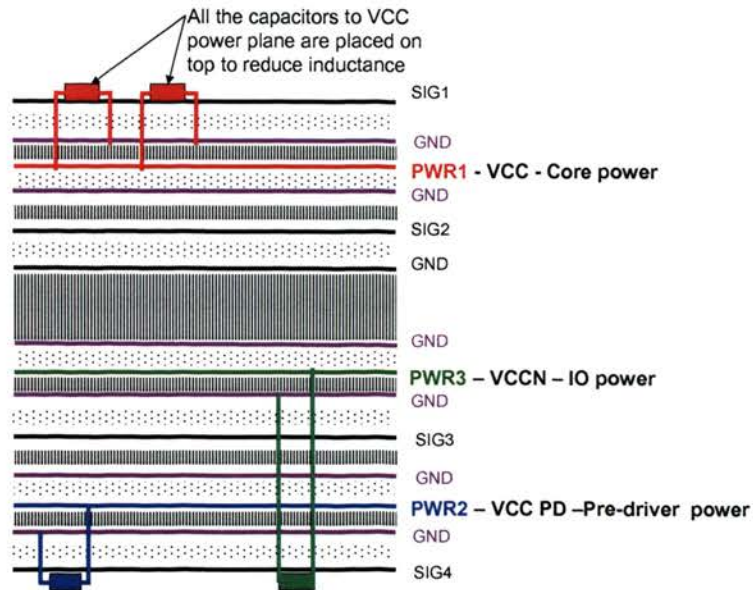 All the capacitors to VCC
power plane are placed on
top to reduce inductance
SIG1
GND
PWR1 - VCC - Core power
GND
SIG2
GND
GND
PWR3 – VCCN – IO power
GND
SIG3
GND
PWR2 – VCC PD –Pre-driver power
GND
SIG4